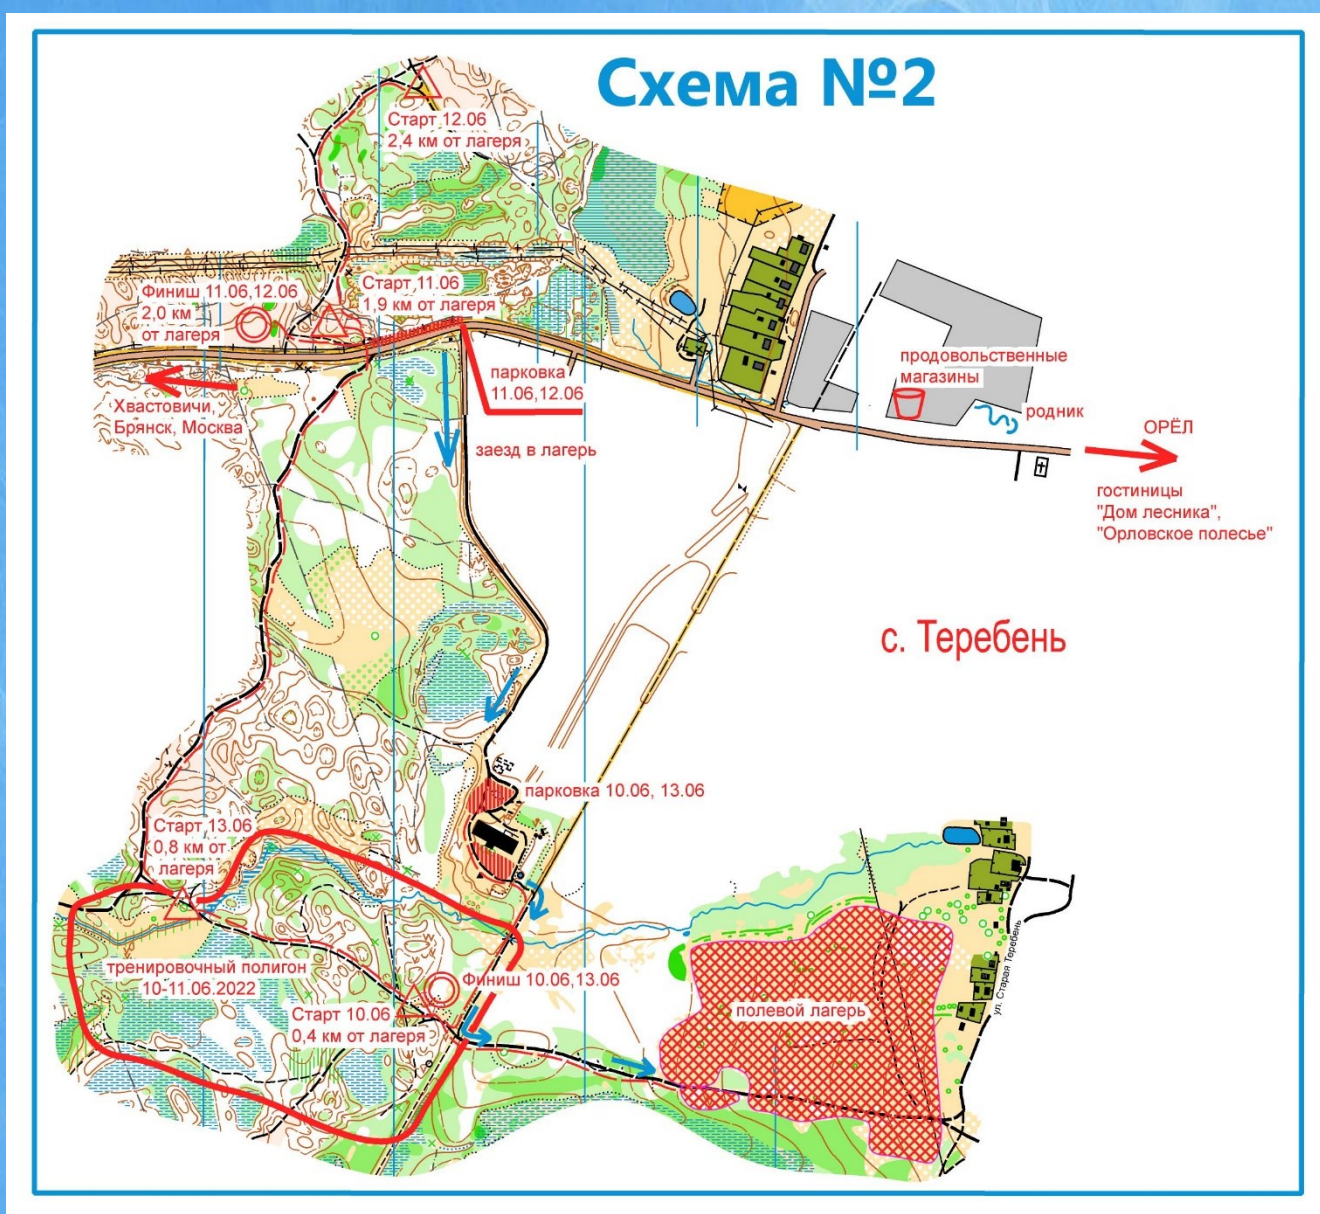 Схема №2
Старт 12.06
2,4 км от лагеря
Финиш 11.06,12.06
2,0 км
от лагеря
Старт 11.06
1,9 км от лагеря
парковка
11.06,12.06
продовольственные
магазины
родник
Хвастовичи,
Брянск, Москва
заезд в лагерь
ОРЁЛ
гостиницы
"Дом лесника",
"Орловское полесье"
с. Теребень
парковка 10.06, 13.06
Старт 13.06
0,8 км от
лагеря
тренировочный полигон
10-11.06.2022
Финиш 10.06,13.06
Старт 10.06
0,4 км от лагеря
полевой лагерь
ул. Старая Теребень